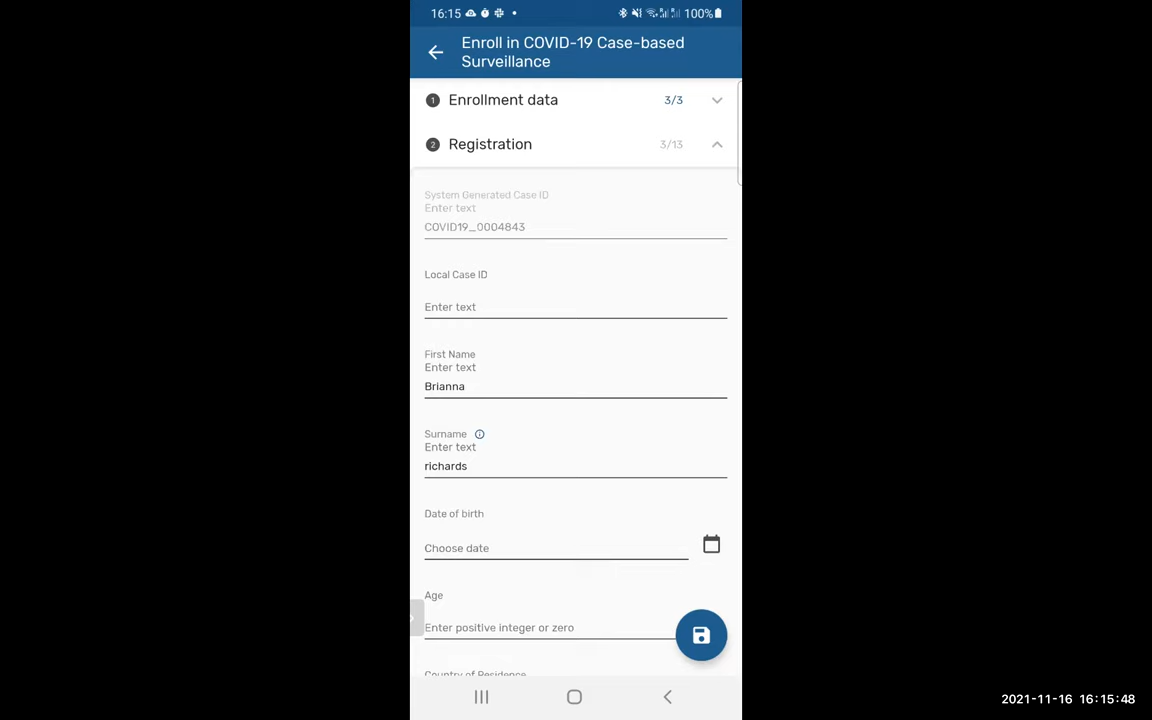 16:15
100%
Enroll in COVID-19 Case-based
Surveillance
1 Enrollment data 3/3
2 Registration 3/13
System Generated Case ID
Enter text
COVID19_0004843
Local Case ID
Enter text
First Name
Enter text
Brianna
Surname
Enter text
richards
Date of birth
Choose date
Age
Enter positive integer or zero
Country of Residence
2021-11-16 16:15:48